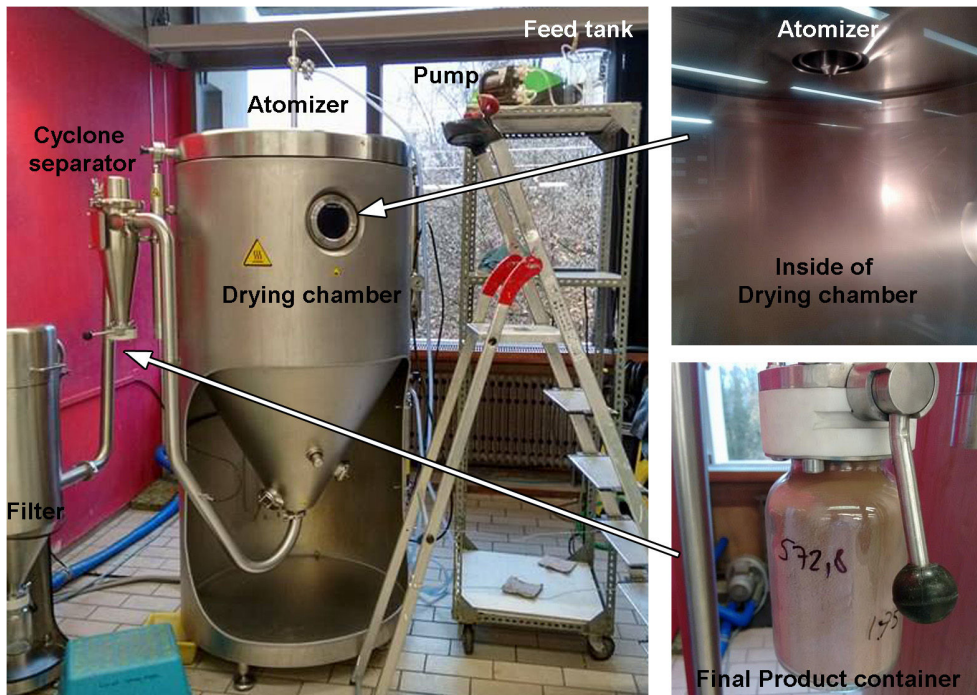 Feed tank
Pump
Atomizer
Cyclone
separator
Drying chamber
Filter
Atomizer
Inside of
Drying chamber
572,8
195
Final Product container